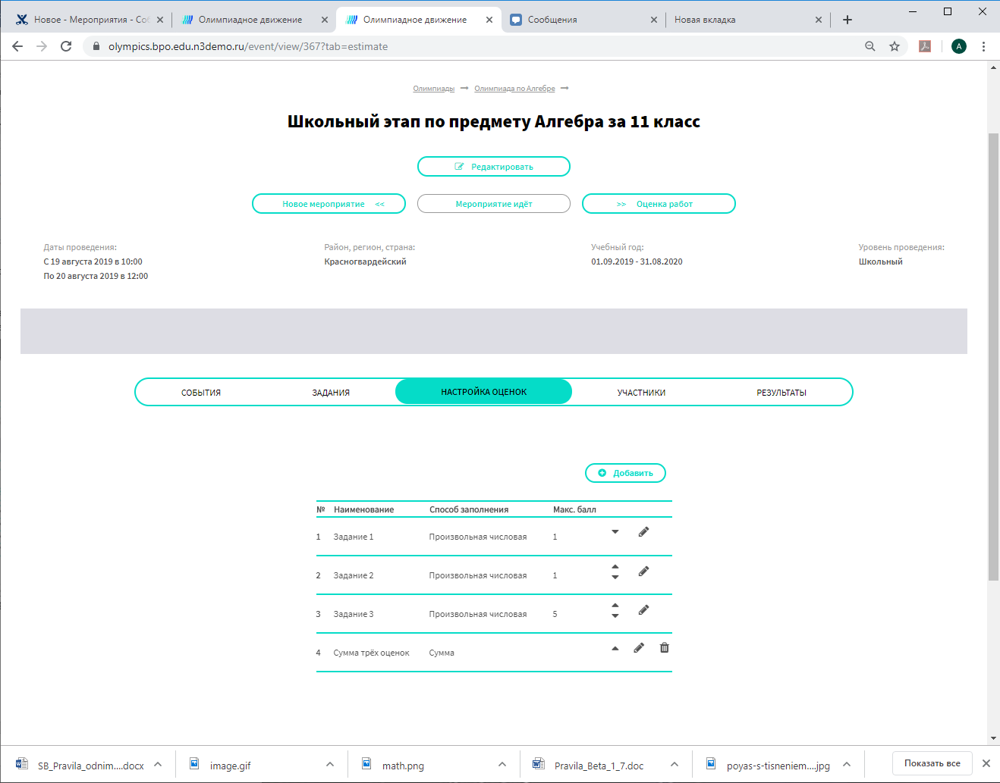 Новое - Мероприятия - Соб
Олимпиадное движение
Олимпиадное движение
Сообщения
Новая вкладка
olympics.bpo.edu.n3demo.ru/event/view/367?tab=estimate
A
Олимпиады → Олимпиада по Алгебре →
Школьный этап по предмету Алгебра за 11 класс
Редактировать
Новое мероприятие <<
Мероприятие идёт
>> Оценка работ
Даты проведения:
С 19 августа 2019 в 10:00
По 20 августа 2019 в 12:00
Район, регион, страна:
Красногвардейский
Учебный год:
01.09.2019 - 31.08.2020
Уровень проведения:
Школьный
СОБЫТИЯ
ЗАДАНИЯ
НАСТРОЙКА ОЦЕНОК
УЧАСТНИКИ
РЕЗУЛЬТАТЫ
Добавить
№ Наименование Способ заполнения Макс. балл
1 Задание 1 Произвольная числовая 1
2 Задание 2 Произвольная числовая 1
3 Задание 3 Произвольная числовая 5
4 Сумма трёх оценок Сумма
SB_Pravila_odnim....docx
image.gif
math.png
Pravila_Beta_1_7.doc
poyas-s-tisneniem....jpg
Показать все